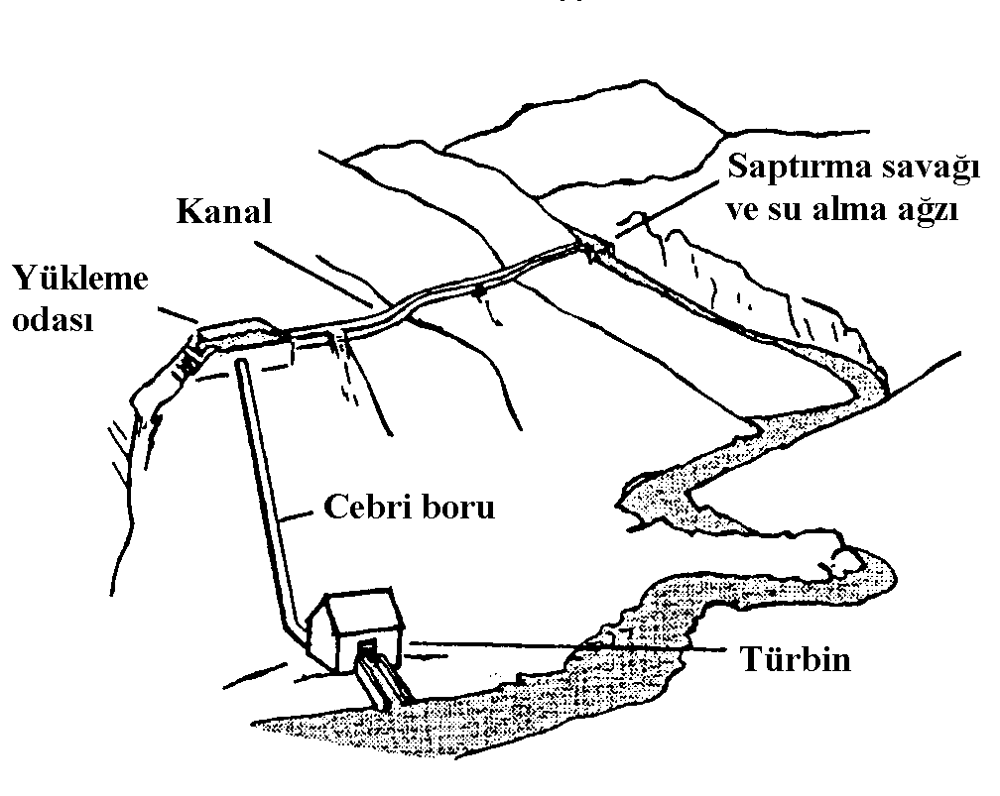 Saptırma savağı
ve su alma ağzı
Kanal
Yükleme
odası
Cebri boru
Türbin